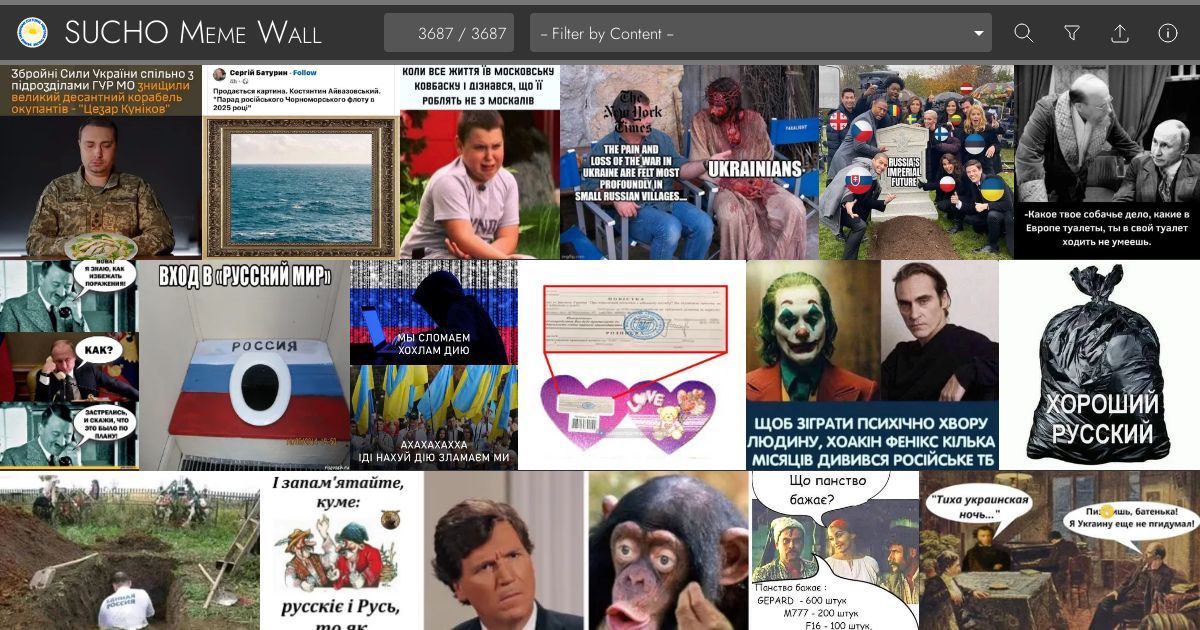 SUCHO MEME WALL
3687 / 3687
– Filter by Content –
Збройні Сили України спільно з
підрозділами ГУР МО знищили
великий десантний корабель
окупантів - "Цезар Куніков"
Сергій Батурин · Follow
4h ·
Продається картина. Костянтин Айвазовський.
"Парад російського Чорноморського флоту в
2025 році"
КОЛИ ВСЕ ЖИТТЯ ЇВ МОСКОВСЬКУ
КОВБАСКУ І ДІЗНАВСЯ, ЩО ЇЇ
РОБЛЯТЬ НЕ З МОСКАЛІВ
The
New York
Times
THE PAIN AND
LOSS OF THE WAR IN
UKRAINE ARE FELT MOST
PROFOUNDLY IN
SMALL RUSSIAN VILLAGES...
UKRAINIANS
imgflip.com
RUSSIA'S
IMPERIAL
FUTURE
-Какое твое собачье дело, какие в
Европе туалеты, ты в свой туалет
ходить не умеешь.
ВОВА!
Я ЗНАЮ, КАК
ИЗБЕЖАТЬ
ПОРАЖЕНИЯ!
КАК?
ЗАСТРЕЛИСЬ,
И СКАЖИ, ЧТО
ЭТО БЫЛО ПО
ПЛАНУ!
ВХОД В «РУССКИЙ МИР»
РОССИЯ
МЫ СЛОМАЕМ
ХОХЛАМ ДИЮ
АХАХАХАХХА
ІДІ НАХУЙ ДІЮ ЗЛАМАЄМ МИ
ПОВІСТКА
LOVE
ЩОБ ЗІГРАТИ ПСИХІЧНО ХВОРУ
ЛЮДИНУ, ХОАКІН ФЕНІКС КІЛЬКА
МІСЯЦІВ ДИВИВСЯ РОСІЙСЬКЕ ТБ
ХОРОШИЙ
РУССКИЙ
ЕДИНАЯ
РОССИЯ
І запам'ятайте,
куме:
русскіє і Русь,
то як
Що панство
бажає?
Панство бажає :
GEPARD - 600 штук
M777 - 200 штук
F16 - 100 штук,
"Тиха украинская
ночь..."
батенька!
Я Укгаину еще не пгидумал!